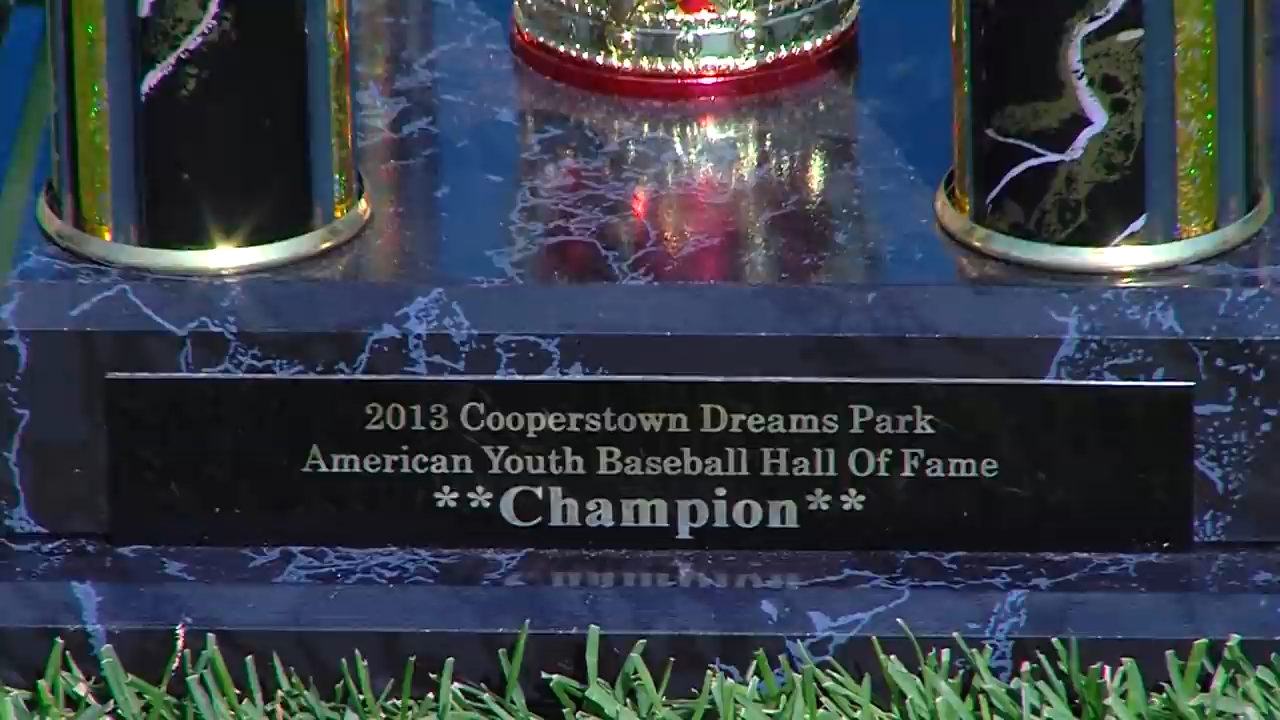 2013 Cooperstown Dreams Park
American Youth Baseball Hall Of Fame
**Champion**